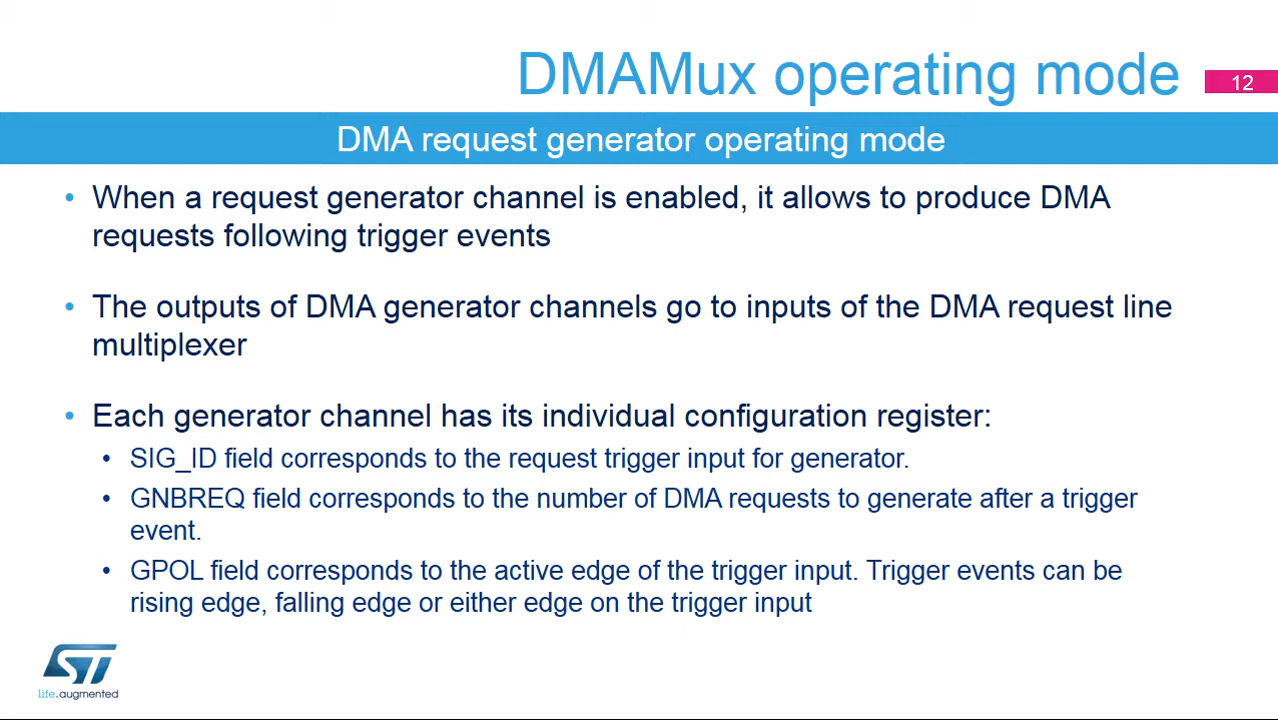 DMAMux operating mode
12
DMA request generator operating mode
• When a request generator channel is enabled, it allows to produce DMA
requests following trigger events
• The outputs of DMA generator channels go to inputs of the DMA request line
multiplexer
• Each generator channel has its individual configuration register:
• SIG_ID field corresponds to the request trigger input for generator.
• GNBREQ field corresponds to the number of DMA requests to generate after a trigger
event.
• GPOL field corresponds to the active edge of the trigger input. Trigger events can be
rising edge, falling edge or either edge on the trigger input
ST
life.augmented